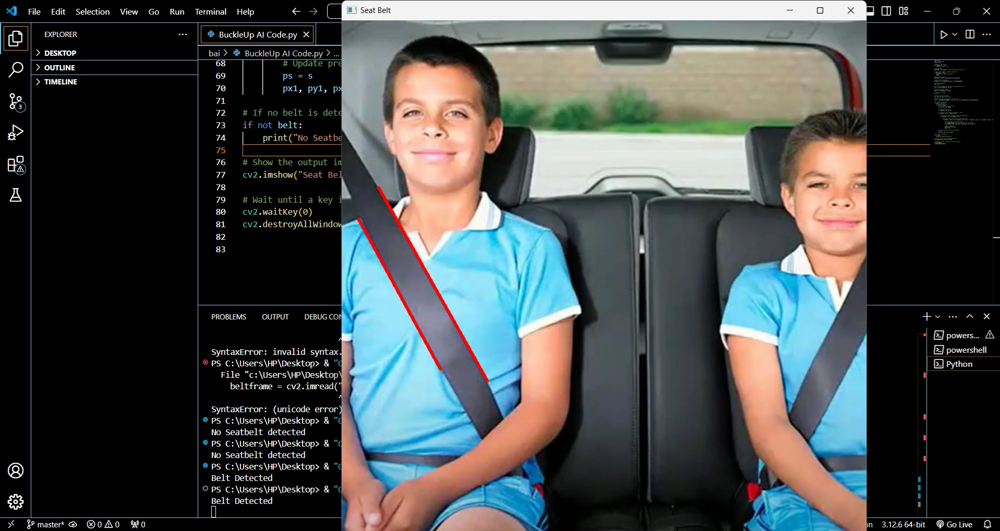 File Edit Selection View Go Run Terminal Help
Seat Belt
EXPLORER
DESKTOP
OUTLINE
TIMELINE
3
BuckleUp AI Code.py
bai > BuckleUp AI Code.py > ...
68 # Update pre
69 ps = s
70 px1, py1, px
71
72 # If no belt is dete
73 if not belt:
74 print("No Seatbe
75
76 # Show the output im
77 cv2.imshow("Seat Bel
78
79 # Wait until a key i
80 cv2.waitKey(0)
81 cv2.destroyAllWindow
82
83
PROBLEMS OUTPUT DEBUG CON
^
SyntaxError: invalid syntax.
PS C:\Users\HP\Desktop> & "C
File "c:\Users\HP\Desktop\
beltframe = cv2.imread("
^
SyntaxError: (unicode error)
PS C:\Users\HP\Desktop> & "C
No Seatbelt detected
PS C:\Users\HP\Desktop> & "C
No Seatbelt detected
PS C:\Users\HP\Desktop> & "C
Belt Detected
PS C:\Users\HP\Desktop> & "C
Belt Detected
powers...
powershell
Python
master* 0 0 0
on 3.12.6 64-bit Go Live